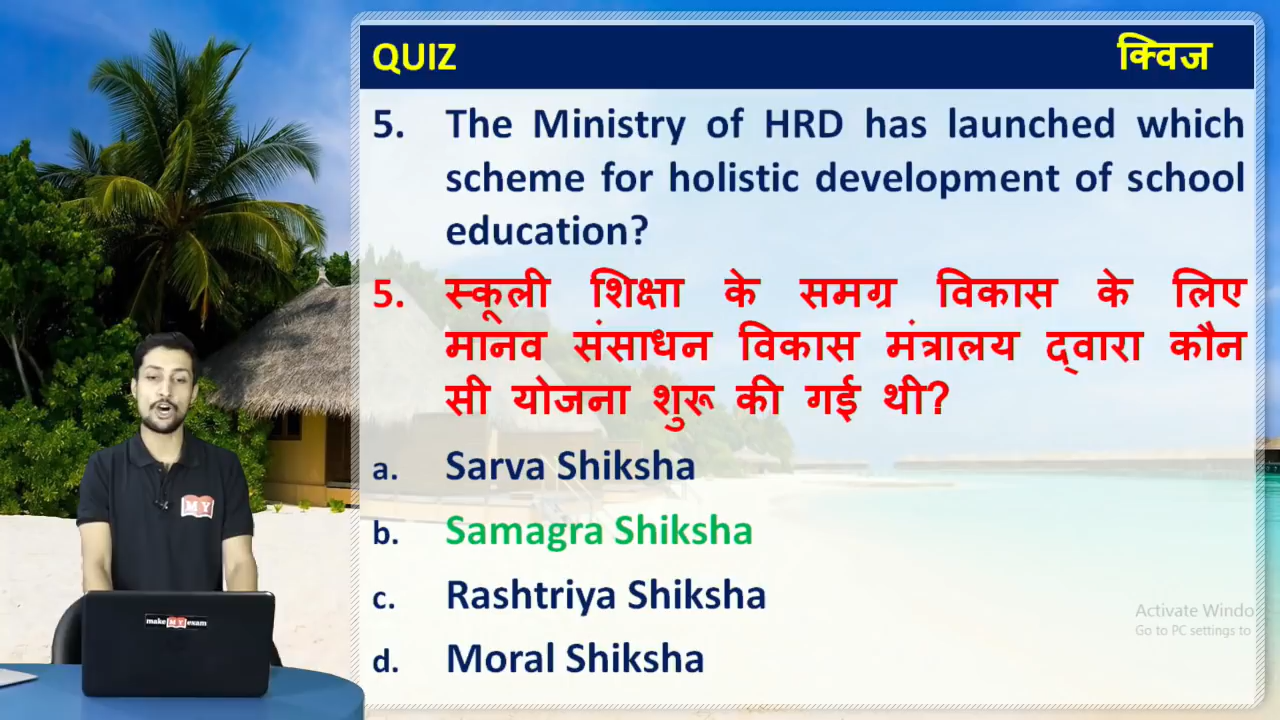 QUIZ क्विज
5. The Ministry of HRD has launched which
scheme for holistic development of school
education?
5. स्कूली शिक्षा के समग्र विकास के लिए
मानव संसाधन विकास मंत्रालय द्वारा कौन
सी योजना शुरू की गई थी?
a. Sarva Shiksha
b. Samagra Shiksha
c. Rashtriya Shiksha
d. Moral Shiksha
MY
make MY exam
Activate Windo
Go to PC settings to